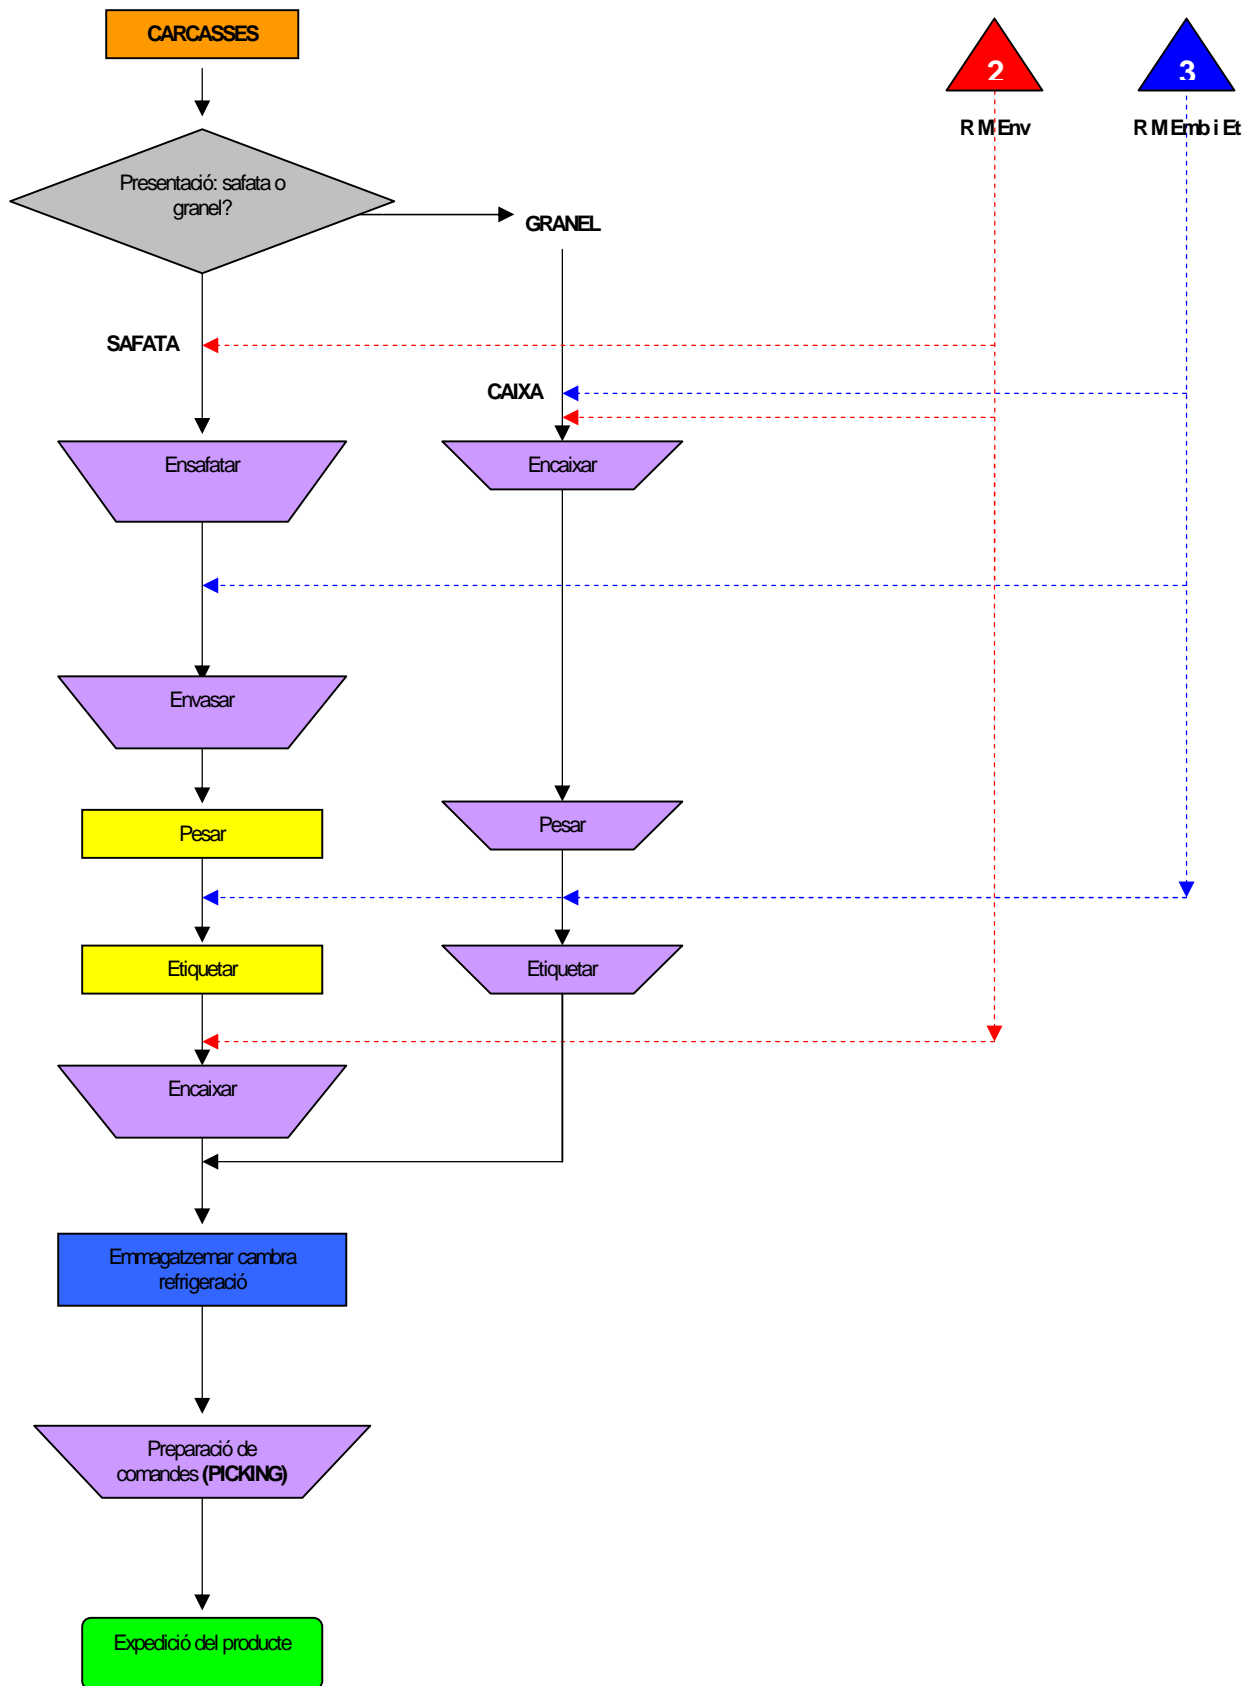 CARCASSES
2
3
R M Env
R M Emb i Et
Presentació: safata o
granel?
GRANEL
SAFATA
CAIXA
Ensafatar
Encaixar
Envasar
Pesar
Pesar
Etiquetar
Etiquetar
Encaixar
Emmagatzemar cambra
refrigeració
Preparació de
comandes (PICKING)
Expedició del producte